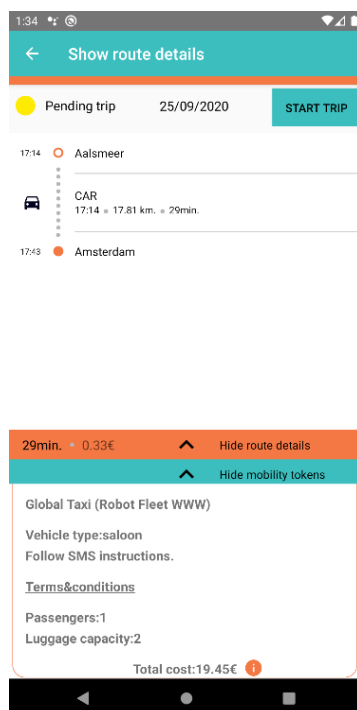 1:34
Show route details
Pending trip 25/09/2020 START TRIP
17:14 Aalsmeer
CAR
17:14 17.81 km. 29min.
17:43 Amsterdam
29min. 0.33€ Hide route details
Hide mobility tokens
Global Taxi (Robot Fleet WWW)
Vehicle type:saloon
Follow SMS instructions.
Terms&conditions
Passengers:1
Luggage capacity:2
Total cost:19.45€